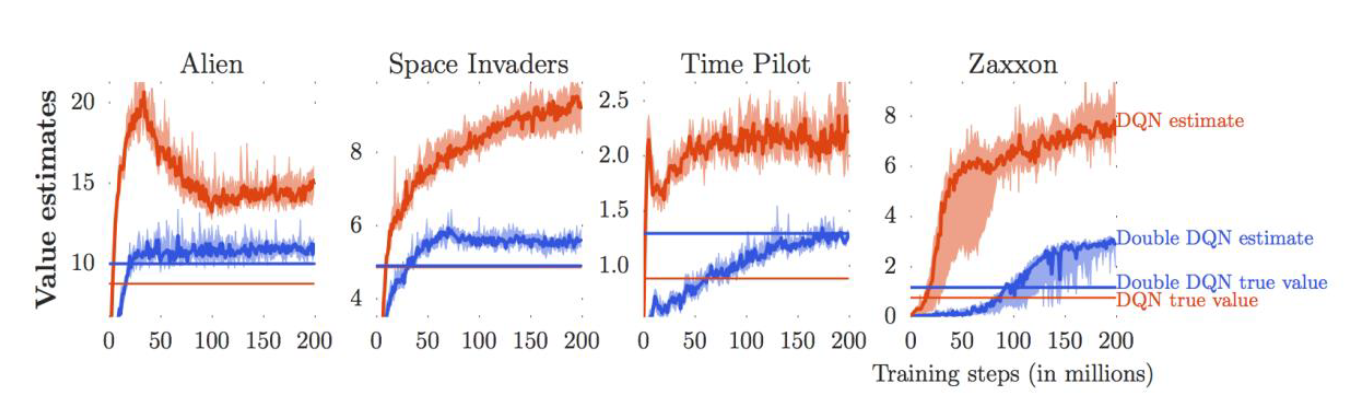 Alien
Space Invaders
Time Pilot
Zaxxon
Value estimates
20
15
10
0 50 100 150 200
8
6
4
0 50 100 150 200
2.5
2.0
1.5
1.0
0 50 100 150 200
8
6
4
2
0
0 50 100 150 200
DQN estimate
Double DQN estimate
Double DQN true value
DQN true value
Training steps (in millions)